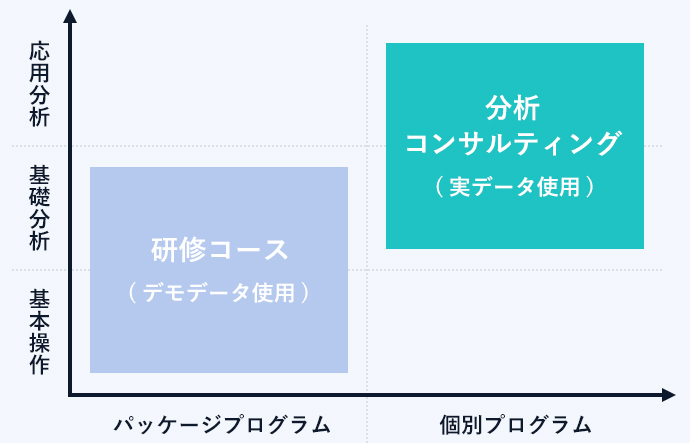 応用分析
分析
コンサルティング
(実データ使用)
基礎分析
研修コース
(デモデータ使用)
基本操作
パッケージプログラム
個別プログラム